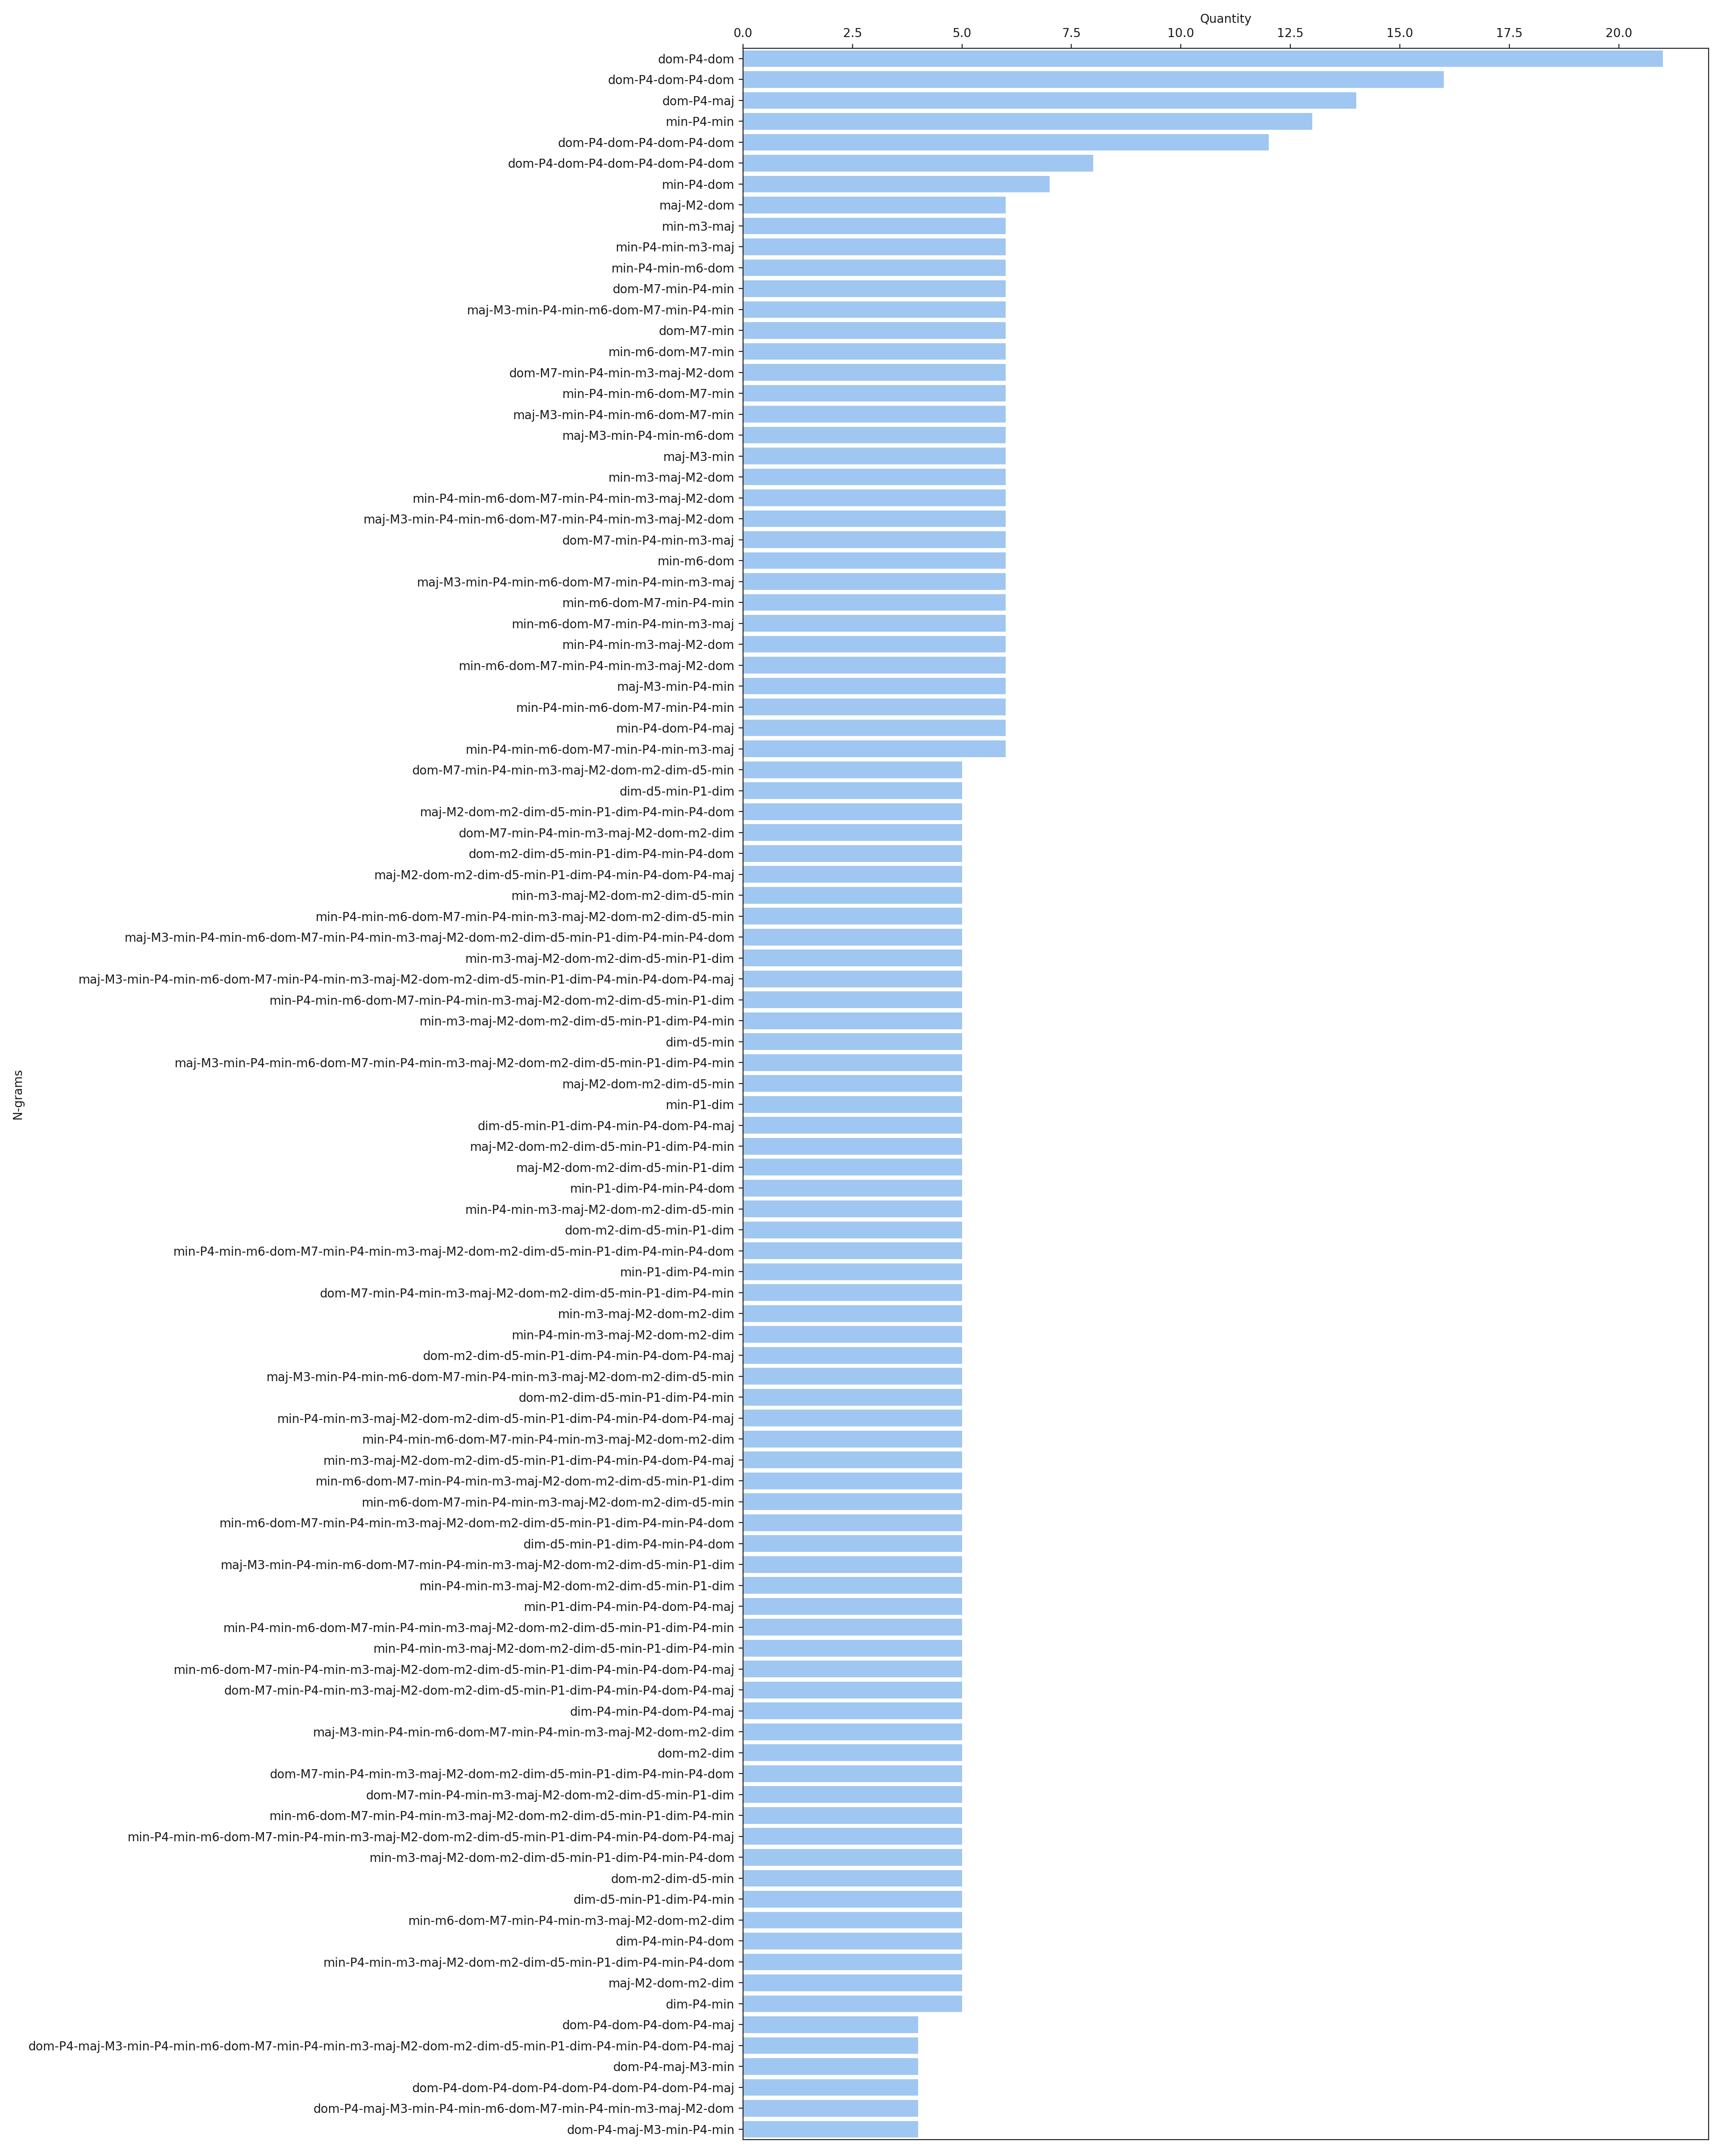 Quantity
0.0 2.5 5.0 7.5 10.0 12.5 15.0 17.5 20.0
dom-P4-dom
dom-P4-dom-P4-dom
dom-P4-maj
min-P4-min
dom-P4-dom-P4-dom-P4-dom
dom-P4-dom-P4-dom-P4-dom-P4-dom
min-P4-dom
maj-M2-dom
min-m3-maj
min-P4-min-m3-maj
min-P4-min-m6-dom
dom-M7-min-P4-min
maj-M3-min-P4-min-m6-dom-M7-min-P4-min
dom-M7-min
min-m6-dom-M7-min
dom-M7-min-P4-min-m3-maj-M2-dom
min-P4-min-m6-dom-M7-min
maj-M3-min-P4-min-m6-dom-M7-min
maj-M3-min-P4-min-m6-dom
maj-M3-min
min-m3-maj-M2-dom
min-P4-min-m6-dom-M7-min-P4-min-m3-maj-M2-dom
maj-M3-min-P4-min-m6-dom-M7-min-P4-min-m3-maj-M2-dom
dom-M7-min-P4-min-m3-maj
min-m6-dom
maj-M3-min-P4-min-m6-dom-M7-min-P4-min-m3-maj
min-m6-dom-M7-min-P4-min
min-m6-dom-M7-min-P4-min-m3-maj
min-P4-min-m3-maj-M2-dom
min-m6-dom-M7-min-P4-min-m3-maj-M2-dom
maj-M3-min-P4-min
min-P4-min-m6-dom-M7-min-P4-min
min-P4-dom-P4-maj
min-P4-min-m6-dom-M7-min-P4-min-m3-maj
dom-M7-min-P4-min-m3-maj-M2-dom-m2-dim-d5-min
dim-d5-min-P1-dim
maj-M2-dom-m2-dim-d5-min-P1-dim-P4-min-P4-dom
dom-M7-min-P4-min-m3-maj-M2-dom-m2-dim
dom-m2-dim-d5-min-P1-dim-P4-min-P4-dom
maj-M2-dom-m2-dim-d5-min-P1-dim-P4-min-P4-dom-P4-maj
min-m3-maj-M2-dom-m2-dim-d5-min
min-P4-min-m6-dom-M7-min-P4-min-m3-maj-M2-dom-m2-dim-d5-min
maj-M3-min-P4-min-m6-dom-M7-min-P4-min-m3-maj-M2-dom-m2-dim-d5-min-P1-dim-P4-min-P4-dom
min-m3-maj-M2-dom-m2-dim-d5-min-P1-dim
maj-M3-min-P4-min-m6-dom-M7-min-P4-min-m3-maj-M2-dom-m2-dim-d5-min-P1-dim-P4-min-P4-dom-P4-maj
min-P4-min-m6-dom-M7-min-P4-min-m3-maj-M2-dom-m2-dim-d5-min-P1-dim
min-m3-maj-M2-dom-m2-dim-d5-min-P1-dim-P4-min
dim-d5-min
maj-M3-min-P4-min-m6-dom-M7-min-P4-min-m3-maj-M2-dom-m2-dim-d5-min-P1-dim-P4-min
maj-M2-dom-m2-dim-d5-min
min-P1-dim
dim-d5-min-P1-dim-P4-min-P4-dom-P4-maj
maj-M2-dom-m2-dim-d5-min-P1-dim-P4-min
maj-M2-dom-m2-dim-d5-min-P1-dim
min-P1-dim-P4-min-P4-dom
min-P4-min-m3-maj-M2-dom-m2-dim-d5-min
dom-m2-dim-d5-min-P1-dim
min-P4-min-m6-dom-M7-min-P4-min-m3-maj-M2-dom-m2-dim-d5-min-P1-dim-P4-min-P4-dom
min-P1-dim-P4-min
dom-M7-min-P4-min-m3-maj-M2-dom-m2-dim-d5-min-P1-dim-P4-min
min-m3-maj-M2-dom-m2-dim
min-P4-min-m3-maj-M2-dom-m2-dim
dom-m2-dim-d5-min-P1-dim-P4-min-P4-dom-P4-maj
maj-M3-min-P4-min-m6-dom-M7-min-P4-min-m3-maj-M2-dom-m2-dim-d5-min
dom-m2-dim-d5-min-P1-dim-P4-min
min-P4-min-m3-maj-M2-dom-m2-dim-d5-min-P1-dim-P4-min-P4-dom-P4-maj
min-P4-min-m6-dom-M7-min-P4-min-m3-maj-M2-dom-m2-dim
min-m3-maj-M2-dom-m2-dim-d5-min-P1-dim-P4-min-P4-dom-P4-maj
min-m6-dom-M7-min-P4-min-m3-maj-M2-dom-m2-dim-d5-min-P1-dim
min-m6-dom-M7-min-P4-min-m3-maj-M2-dom-m2-dim-d5-min
min-m6-dom-M7-min-P4-min-m3-maj-M2-dom-m2-dim-d5-min-P1-dim-P4-min-P4-dom
dim-d5-min-P1-dim-P4-min-P4-dom
maj-M3-min-P4-min-m6-dom-M7-min-P4-min-m3-maj-M2-dom-m2-dim-d5-min-P1-dim
min-P4-min-m3-maj-M2-dom-m2-dim-d5-min-P1-dim
min-P1-dim-P4-min-P4-dom-P4-maj
min-P4-min-m6-dom-M7-min-P4-min-m3-maj-M2-dom-m2-dim-d5-min-P1-dim-P4-min
min-P4-min-m3-maj-M2-dom-m2-dim-d5-min-P1-dim-P4-min
min-m6-dom-M7-min-P4-min-m3-maj-M2-dom-m2-dim-d5-min-P1-dim-P4-min-P4-dom-P4-maj
dom-M7-min-P4-min-m3-maj-M2-dom-m2-dim-d5-min-P1-dim-P4-min-P4-dom-P4-maj
dim-P4-min-P4-dom-P4-maj
maj-M3-min-P4-min-m6-dom-M7-min-P4-min-m3-maj-M2-dom-m2-dim
dom-m2-dim
dom-M7-min-P4-min-m3-maj-M2-dom-m2-dim-d5-min-P1-dim-P4-min-P4-dom
dom-M7-min-P4-min-m3-maj-M2-dom-m2-dim-d5-min-P1-dim
min-m6-dom-M7-min-P4-min-m3-maj-M2-dom-m2-dim-d5-min-P1-dim-P4-min
min-P4-min-m6-dom-M7-min-P4-min-m3-maj-M2-dom-m2-dim-d5-min-P1-dim-P4-min-P4-dom-P4-maj
min-m3-maj-M2-dom-m2-dim-d5-min-P1-dim-P4-min-P4-dom
dom-m2-dim-d5-min
dim-d5-min-P1-dim-P4-min
min-m6-dom-M7-min-P4-min-m3-maj-M2-dom-m2-dim
dim-P4-min-P4-dom
min-P4-min-m3-maj-M2-dom-m2-dim-d5-min-P1-dim-P4-min-P4-dom
maj-M2-dom-m2-dim
dim-P4-min
dom-P4-dom-P4-dom-P4-maj
dom-P4-maj-M3-min-P4-min-m6-dom-M7-min-P4-min-m3-maj-M2-dom-m2-dim-d5-min-P1-dim-P4-min-P4-dom-P4-maj
dom-P4-maj-M3-min
dom-P4-dom-P4-dom-P4-dom-P4-dom-P4-dom-P4-maj
dom-P4-maj-M3-min-P4-min-m6-dom-M7-min-P4-min-m3-maj-M2-dom
dom-P4-maj-M3-min-P4-min
N-grams